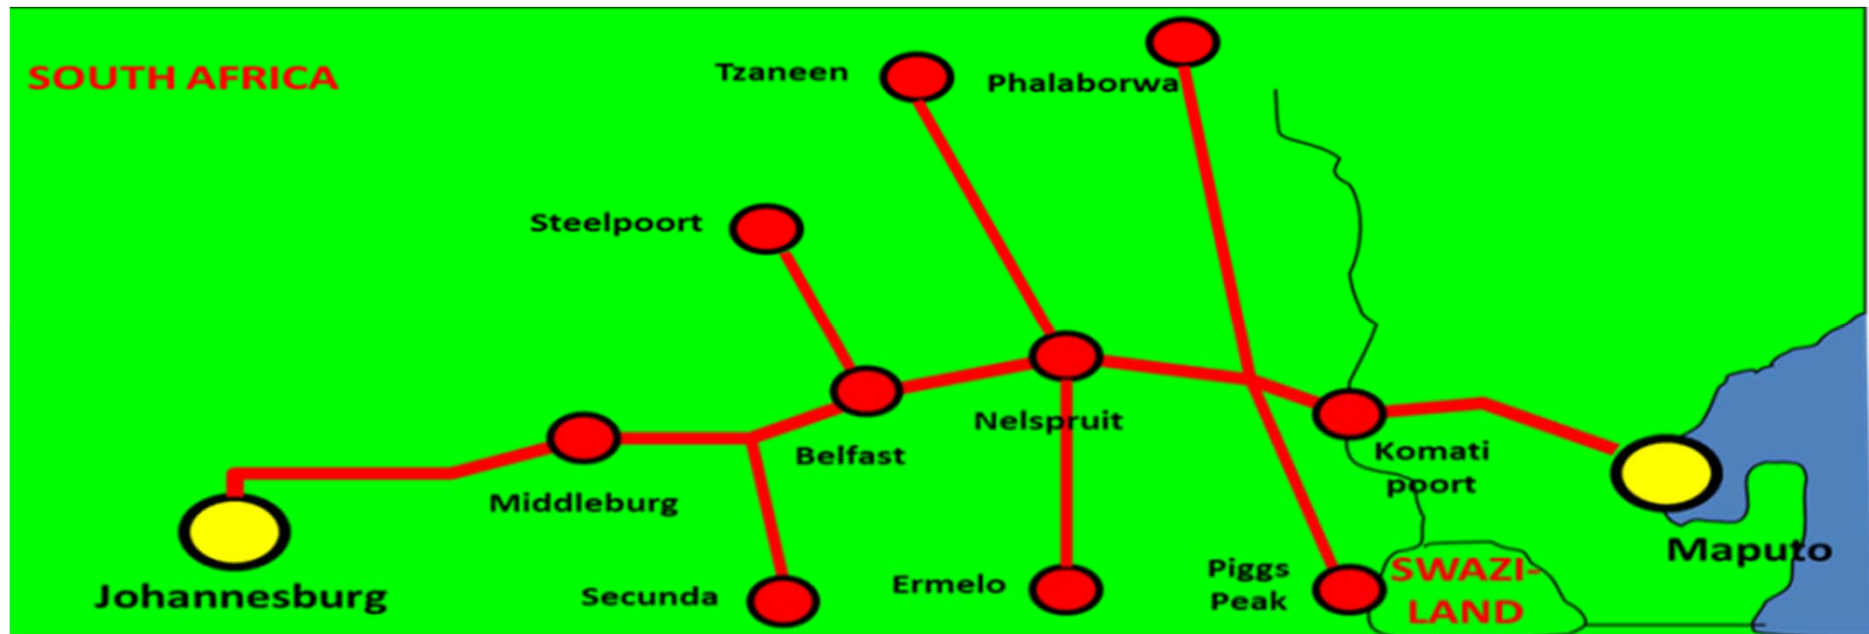 SOUTH AFRICA
Tzaneen
Phalaborwa
Steelpoort
Nelspruit
Belfast
Komati
poort
Middleburg
Maputo
Johannesburg
Secunda
Ermelo
Piggs
Peak
SWAZI-
LAND